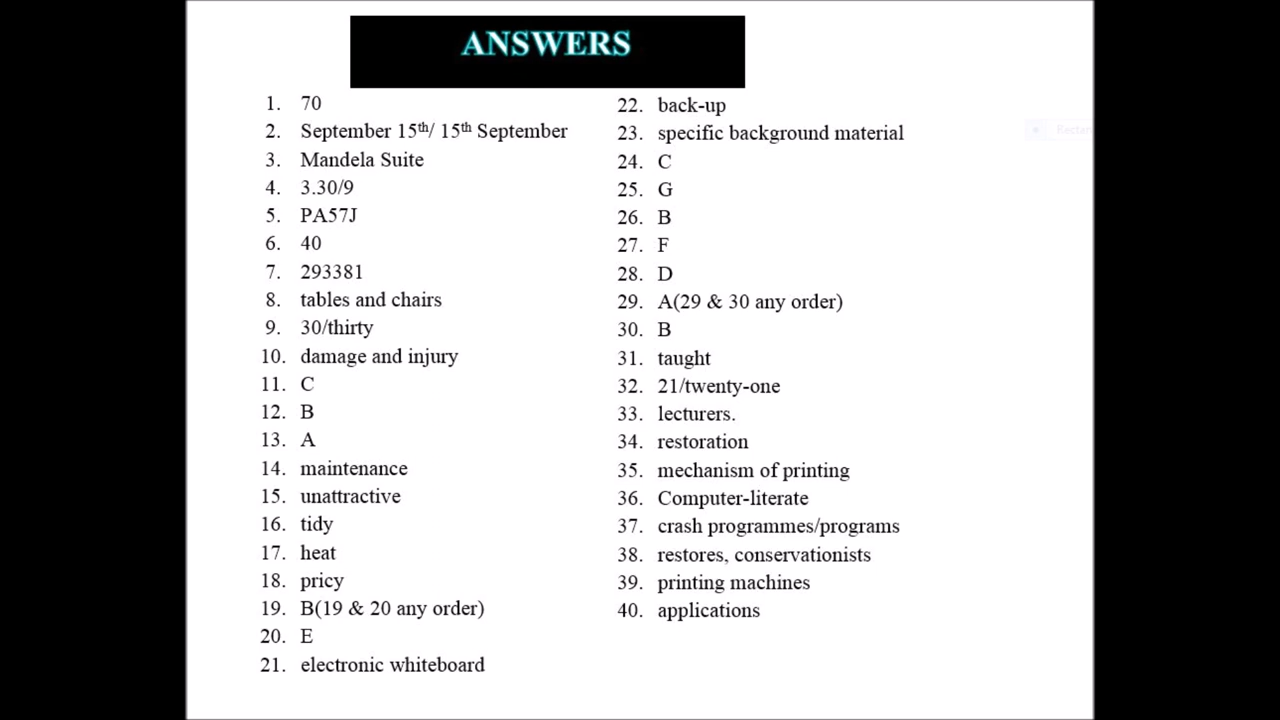 ANSWERS
1. 70
2. September 15th/ 15th September
3. Mandela Suite
4. 3.30/9
5. PA57J
6. 40
7. 293381
8. tables and chairs
9. 30/thirty
10. damage and injury
11. C
12. B
13. A
14. maintenance
15. unattractive
16. tidy
17. heat
18. pricy
19. B(19 & 20 any order)
20. E
21. electronic whiteboard
22. back-up
23. specific background material
24. C
25. G
26. B
27. F
28. D
29. A(29 & 30 any order)
30. B
31. taught
32. 21/twenty-one
33. lecturers.
34. restoration
35. mechanism of printing
36. Computer-literate
37. crash programmes/programs
38. restores, conservationists
39. printing machines
40. applications